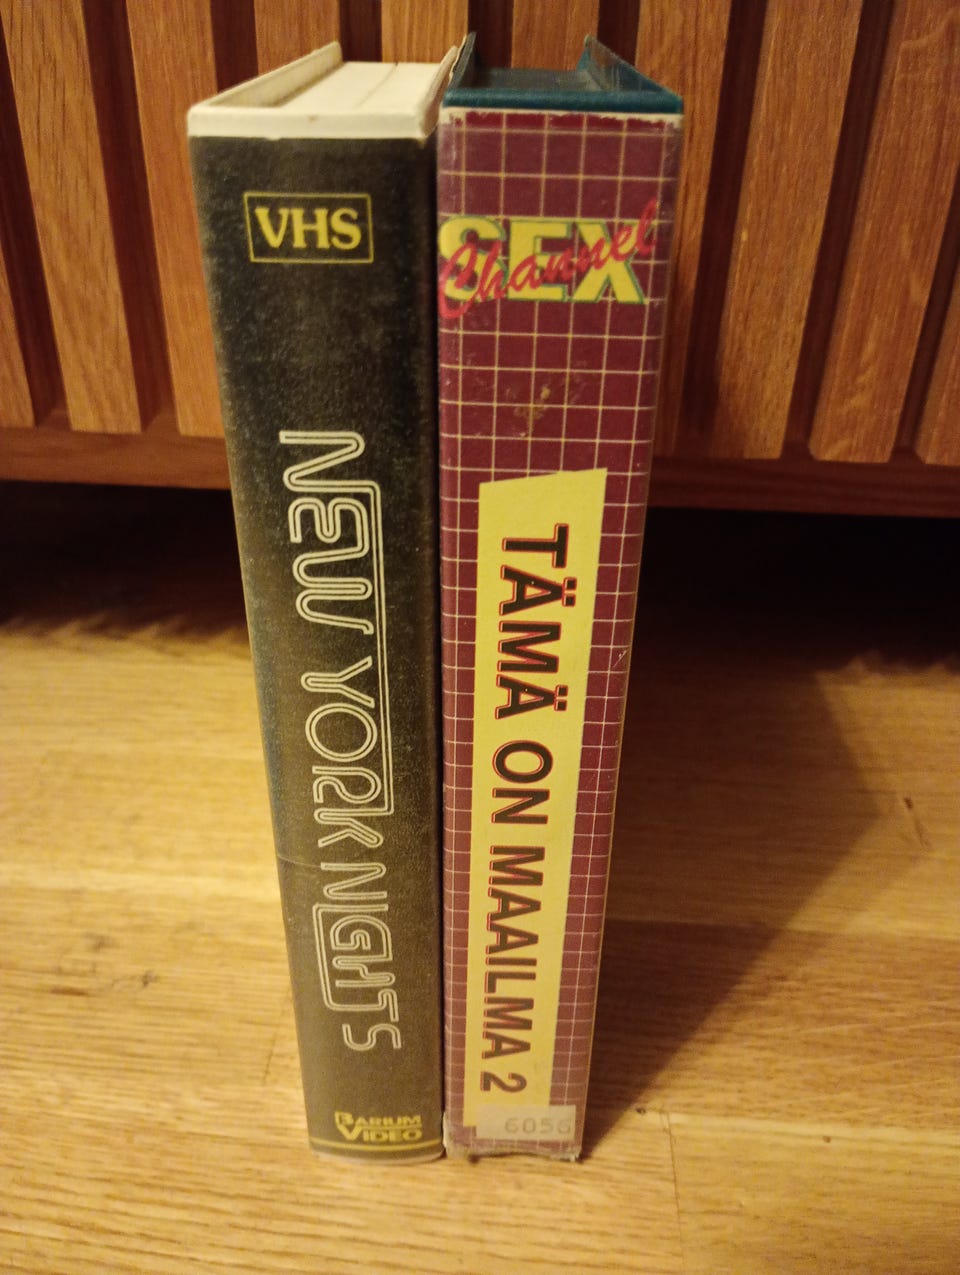 VHS
NEW YORK NIGHTS
BARIUM
VIDEO
SEX
Channel
TÄMÄ ON MAAILMA 2
6056